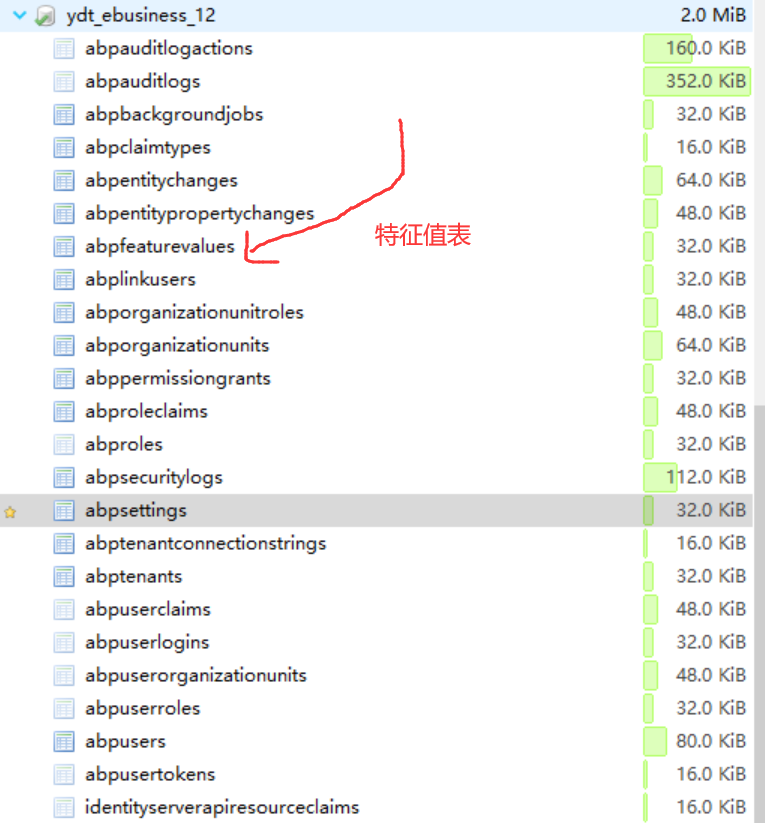 ydt_ebusiness_12 2.0 MiB
abpauditlogactions 160.0 KiB
abpauditlogs 352.0 KiB
abpbackgroundjobs 32.0 KiB
abpclaimtypes 16.0 KiB
abpentitychanges 64.0 KiB
abpentitypropertychanges 48.0 KiB
特征值表
abpfeaturevalues 32.0 KiB
abplinkusers 32.0 KiB
abporganizationunitroles 48.0 KiB
abporganizationunits 64.0 KiB
abppermissiongrants 32.0 KiB
abproleclaims 48.0 KiB
abproles 32.0 KiB
abpsecuritylogs 112.0 KiB
abpsettings 32.0 KiB
abptenantconnectionstrings 16.0 KiB
abptenants 32.0 KiB
abpuserclaims 48.0 KiB
abpuserlogins 32.0 KiB
abpuserorganizationunits 48.0 KiB
abpuserroles 32.0 KiB
abpusers 80.0 KiB
abpusertokens 16.0 KiB
identityserverapiresourceclaims 16.0 KiB